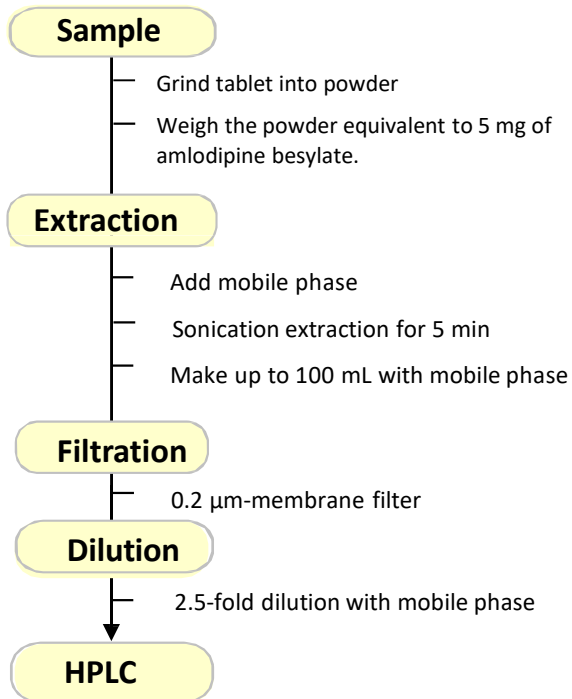 Sample
Grind tablet into powder
Weigh the powder equivalent to 5 mg of
amlodipine besylate.
Extraction
Add mobile phase
Sonication extraction for 5 min
Make up to 100 mL with mobile phase
Filtration
0.2 µm-membrane filter
Dilution
2.5-fold dilution with mobile phase
HPLC